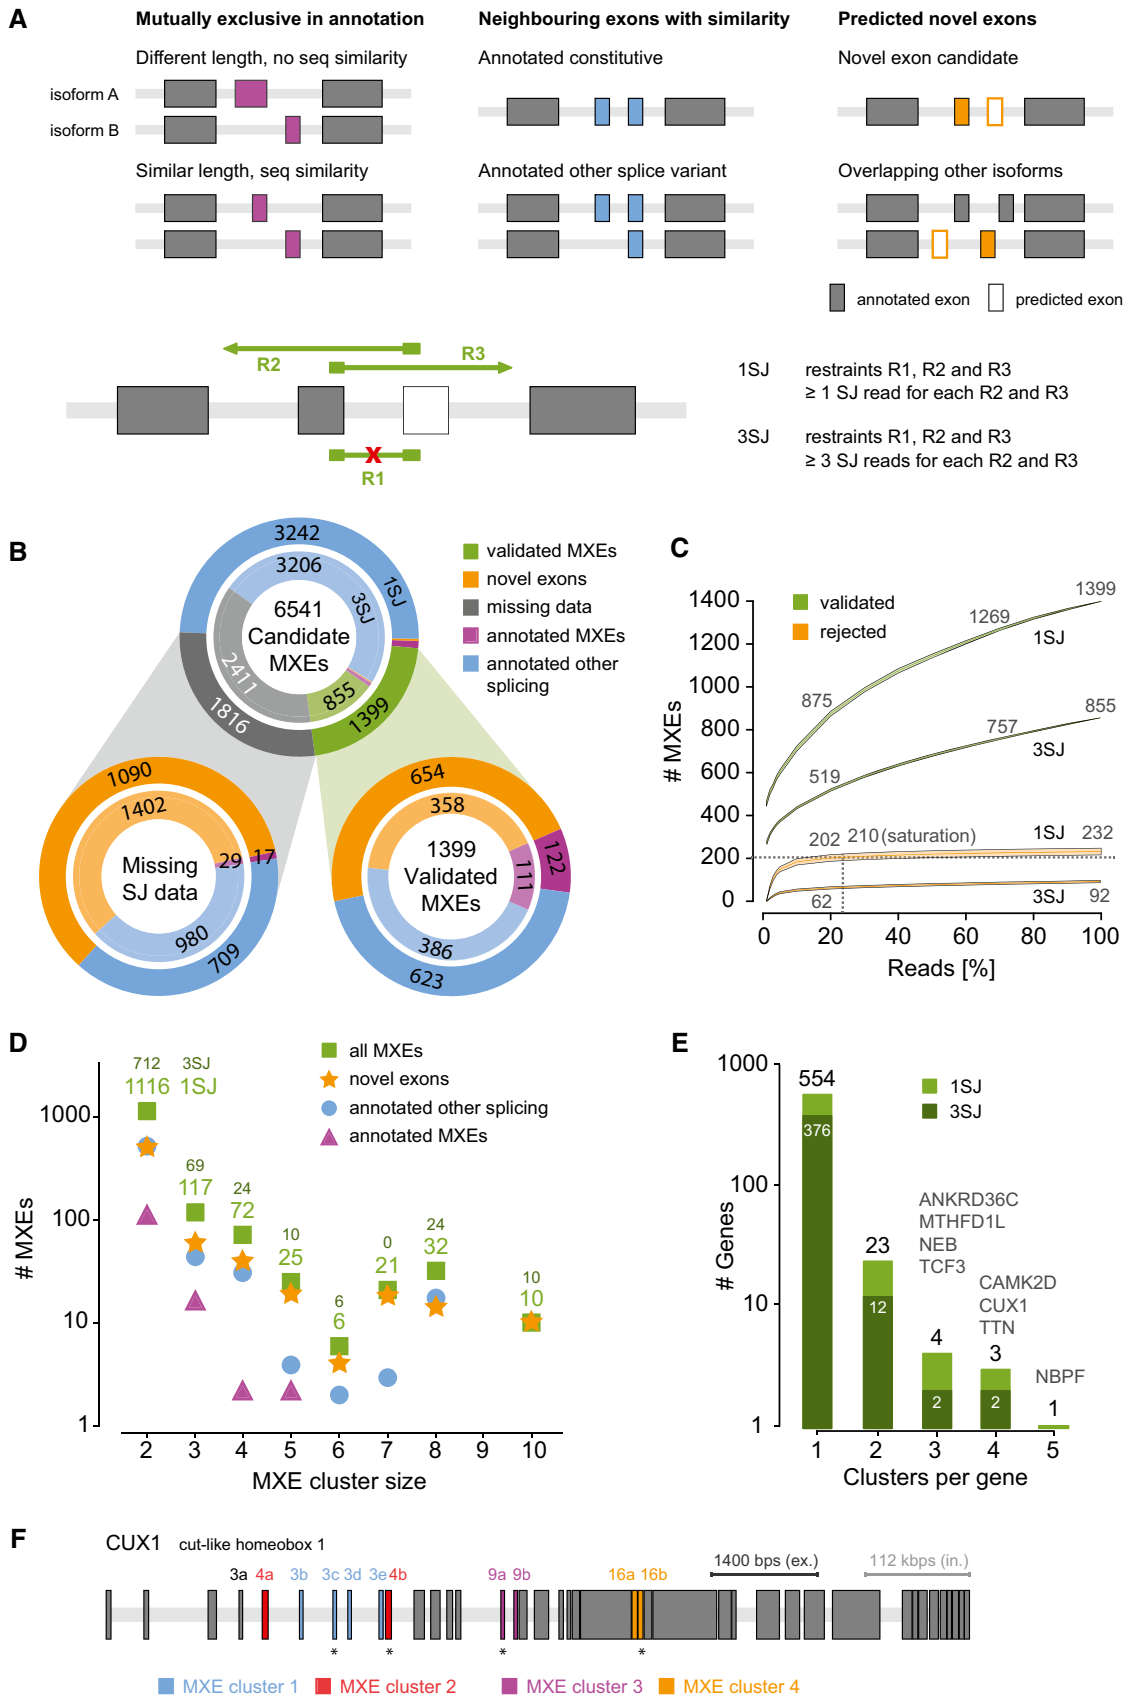 A
Mutually exclusive in annotation
Neighbouring exons with similarity
Predicted novel exons
Different length, no seq similarity
Annotated constitutive
Novel exon candidate
isoform A
isoform B
Similar length, seq similarity
Annotated other splice variant
Overlapping other isoforms
annotated exon
predicted exon
R2
R3
R1
X
1SJ
restraints R1, R2 and R3
≥ 1 SJ read for each R2 and R3
3SJ
restraints R1, R2 and R3
≥ 3 SJ reads for each R2 and R3
B
3242
3206
1SJ
3SJ
6541
Candidate
MXEs
2411
1816
855
1399
validated MXEs
novel exons
missing data
annotated MXEs
annotated other
splicing
1090
1402
Missing
SJ data
29
17
980
709
654
358
1399
Validated
MXEs
122
111
386
623
C
# MXEs
1400
1200
1000
800
600
400
200
0
validated
rejected
875
1269
1399
1SJ
519
757
855
3SJ
202
210 (saturation)
1SJ
232
62
3SJ
92
0
20
40
60
80
100
Reads [%]
D
# MXEs
1000
100
10
1
712
3SJ
1116
1SJ
69
117
24
72
10
25
6
6
0
21
24
32
10
10
all MXEs
novel exons
annotated other splicing
annotated MXEs
2
3
4
5
6
7
8
9
10
MXE cluster size
E
# Genes
1000
100
10
1
554
376
23
12
4
2
3
2
1
1SJ
3SJ
ANKRD36C
MTHFD1L
NEB
TCF3
CAMK2D
CUX1
TTN
NBPF
1
2
3
4
5
Clusters per gene
F
CUX1 cut-like homeobox 1
1400 bps (ex.)
112 kbps (in.)
3a
4a
3b
3c
3d
3e
4b
9a
9b
16a
16b
*
*
*
*
MXE cluster 1
MXE cluster 2
MXE cluster 3
MXE cluster 4